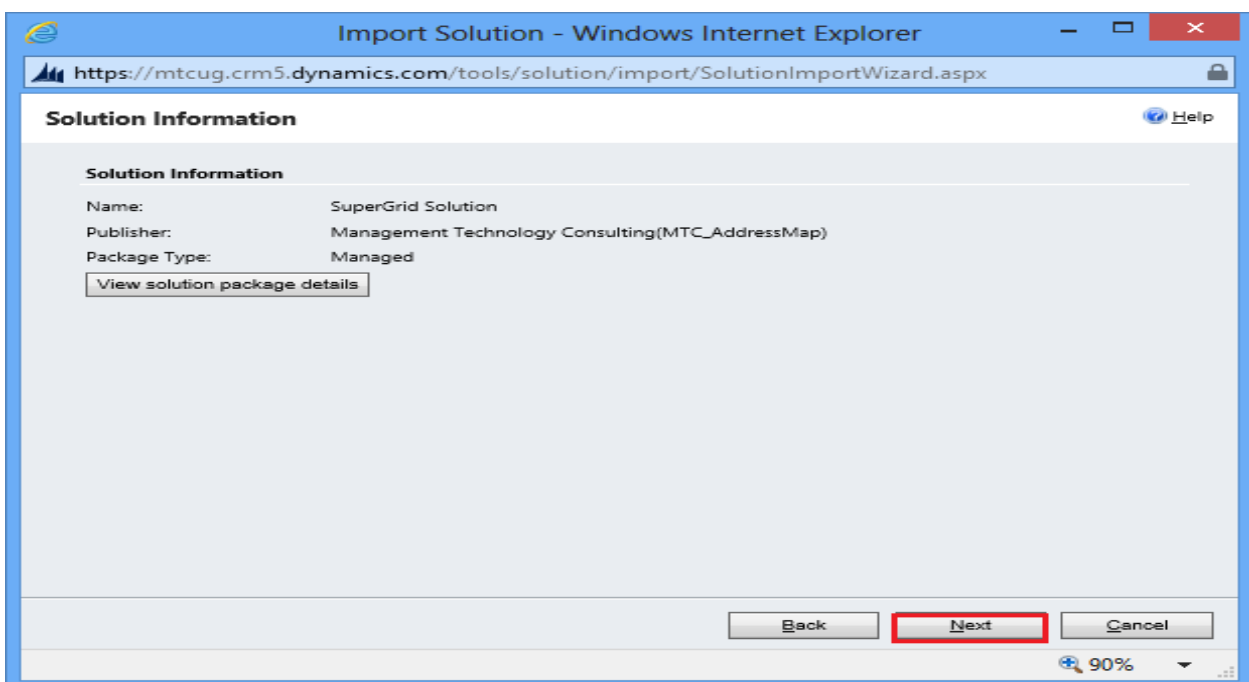 Import Solution - Windows Internet Explorer
https://mtcug.crm5.dynamics.com/tools/solution/import/SolutionImportWizard.aspx
Solution Information
Help
Solution Information
Name: SuperGrid Solution
Publisher: Management Technology Consulting(MTC_AddressMap)
Package Type: Managed
View solution package details
Back Next Cancel
90%